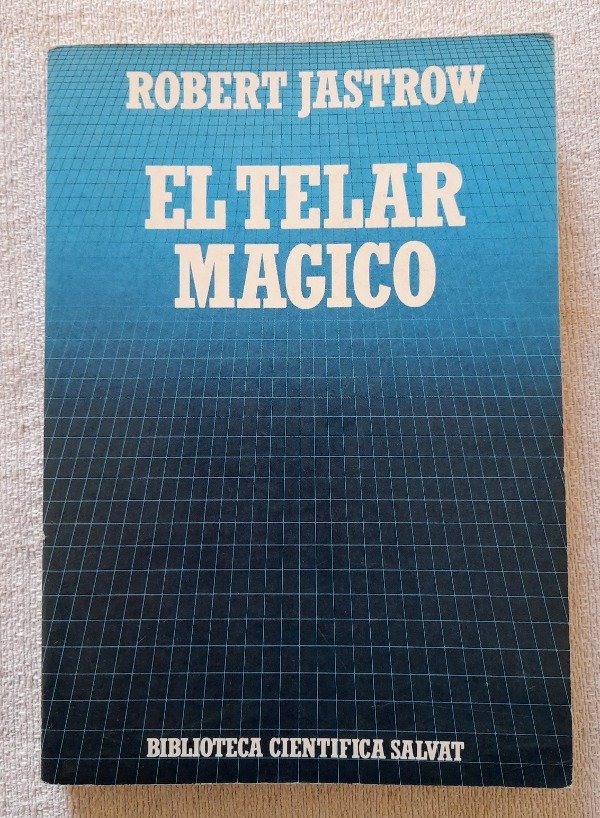 ROBERT JASTROW
EL TELAR
MAGICO
BIBLIOTECA CIENTIFICA SALVAT